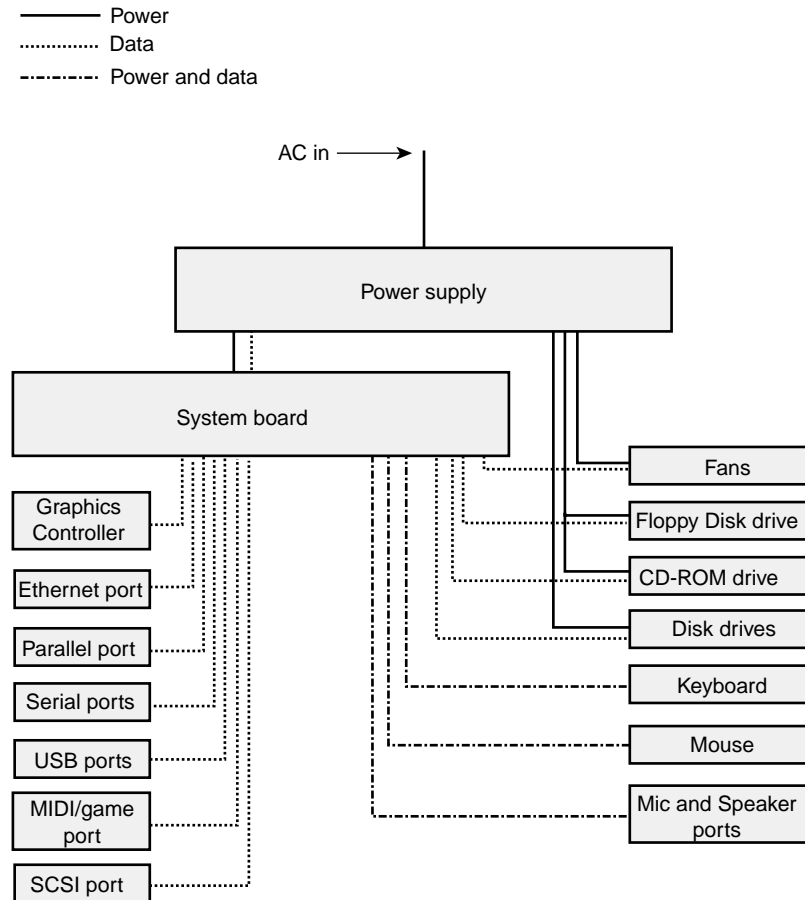 Power
Data
Power and data
AC in
Power supply
System board
Graphics
Controller
Ethernet port
Parallel port
Serial ports
USB ports
MIDI/game
port
SCSI port
Fans
Floppy Disk drive
CD-ROM drive
Disk drives
Keyboard
Mouse
Mic and Speaker
ports